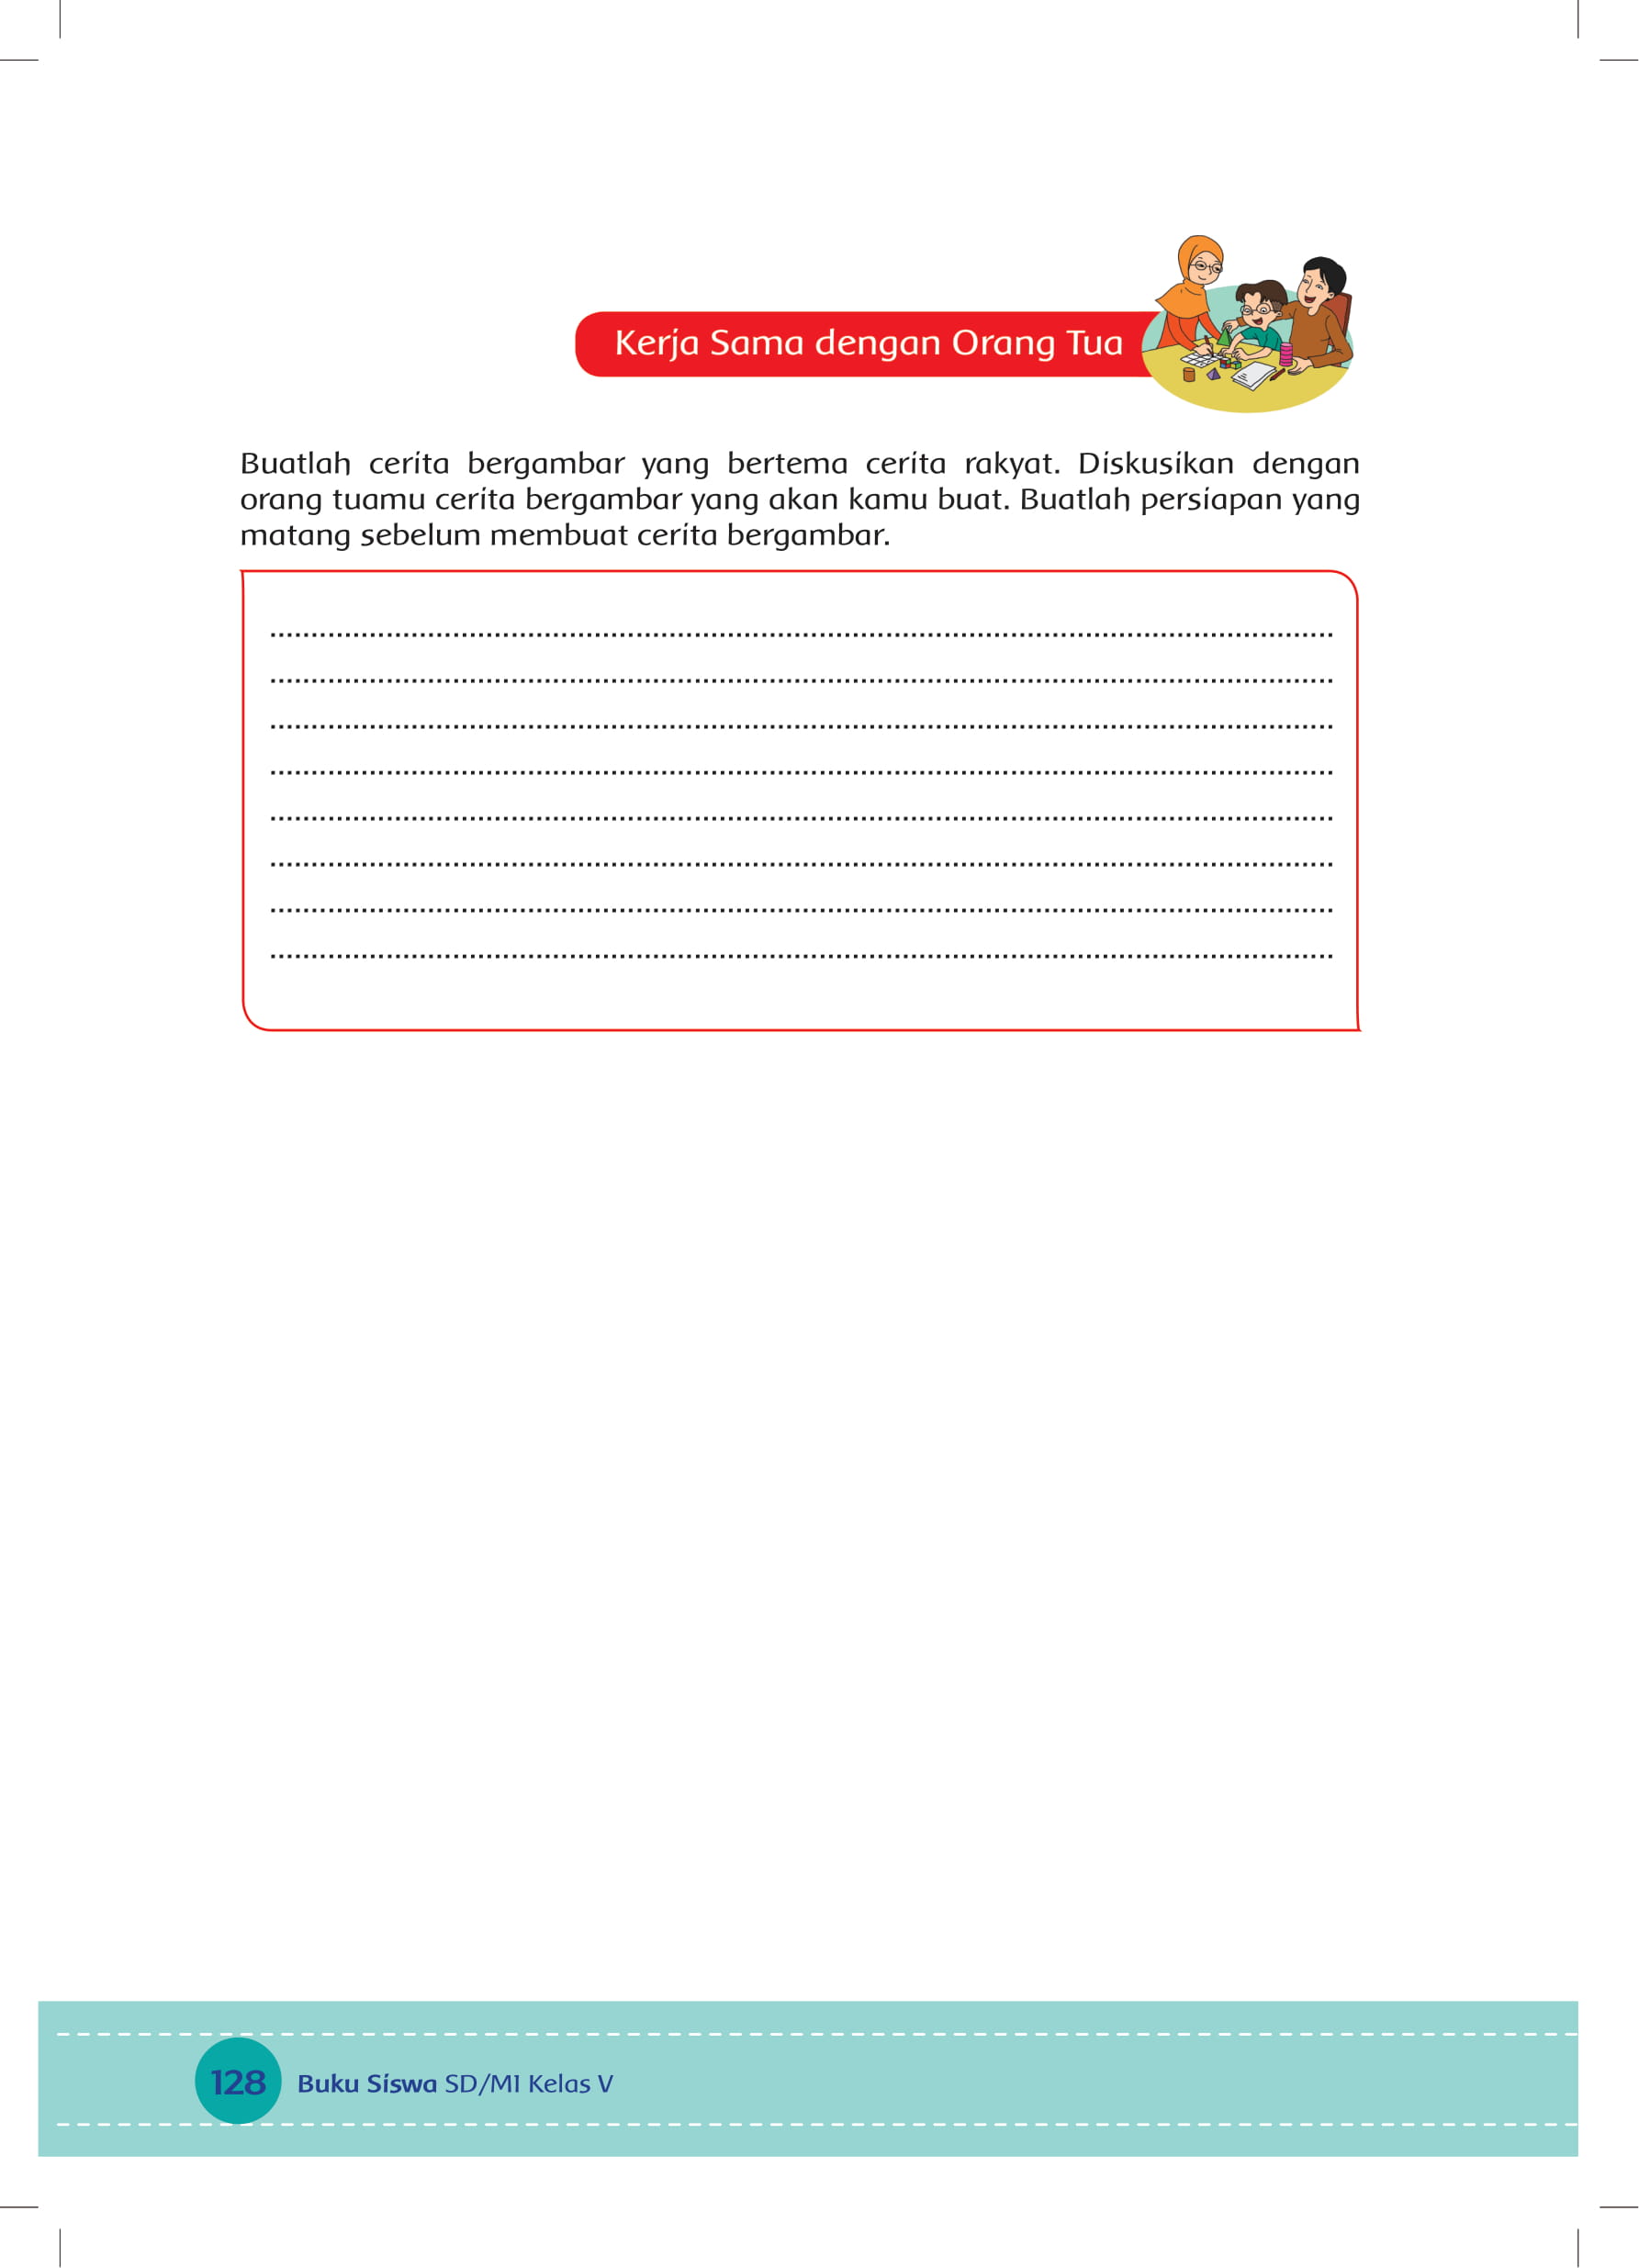 Kerja Sama dengan Orang Tua
Buatlah cerita bergambar yang bertema cerita rakyat. Diskusikan dengan
orang tuamu cerita bergambar yang akan kamu buat. Buatlah persiapan yang
matang sebelum membuat cerita bergambar.
128 Buku Siswa SD/MI Kelas V